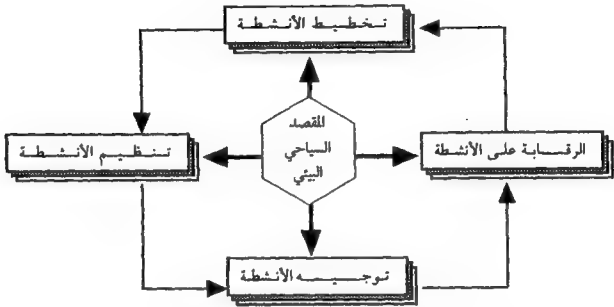 تخطيط الأنشطة
المقصد
السياحي
البيئي
الرقابة على الأنشطة
تنظيم الأنشطة
توجيه الأنشطة